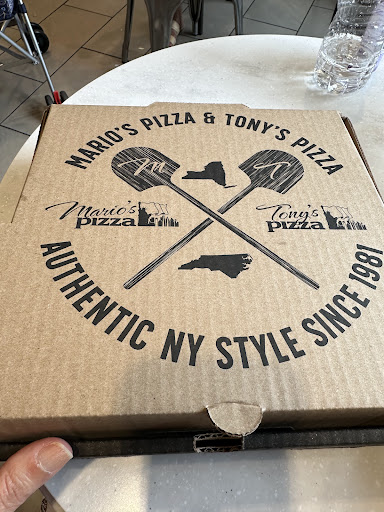 MARIO'S PIZZA & TONY'S PIZZA
M T
Mario's Pizza
Tony's Pizza
AUTHENTIC NY STYLE SINCE 1981